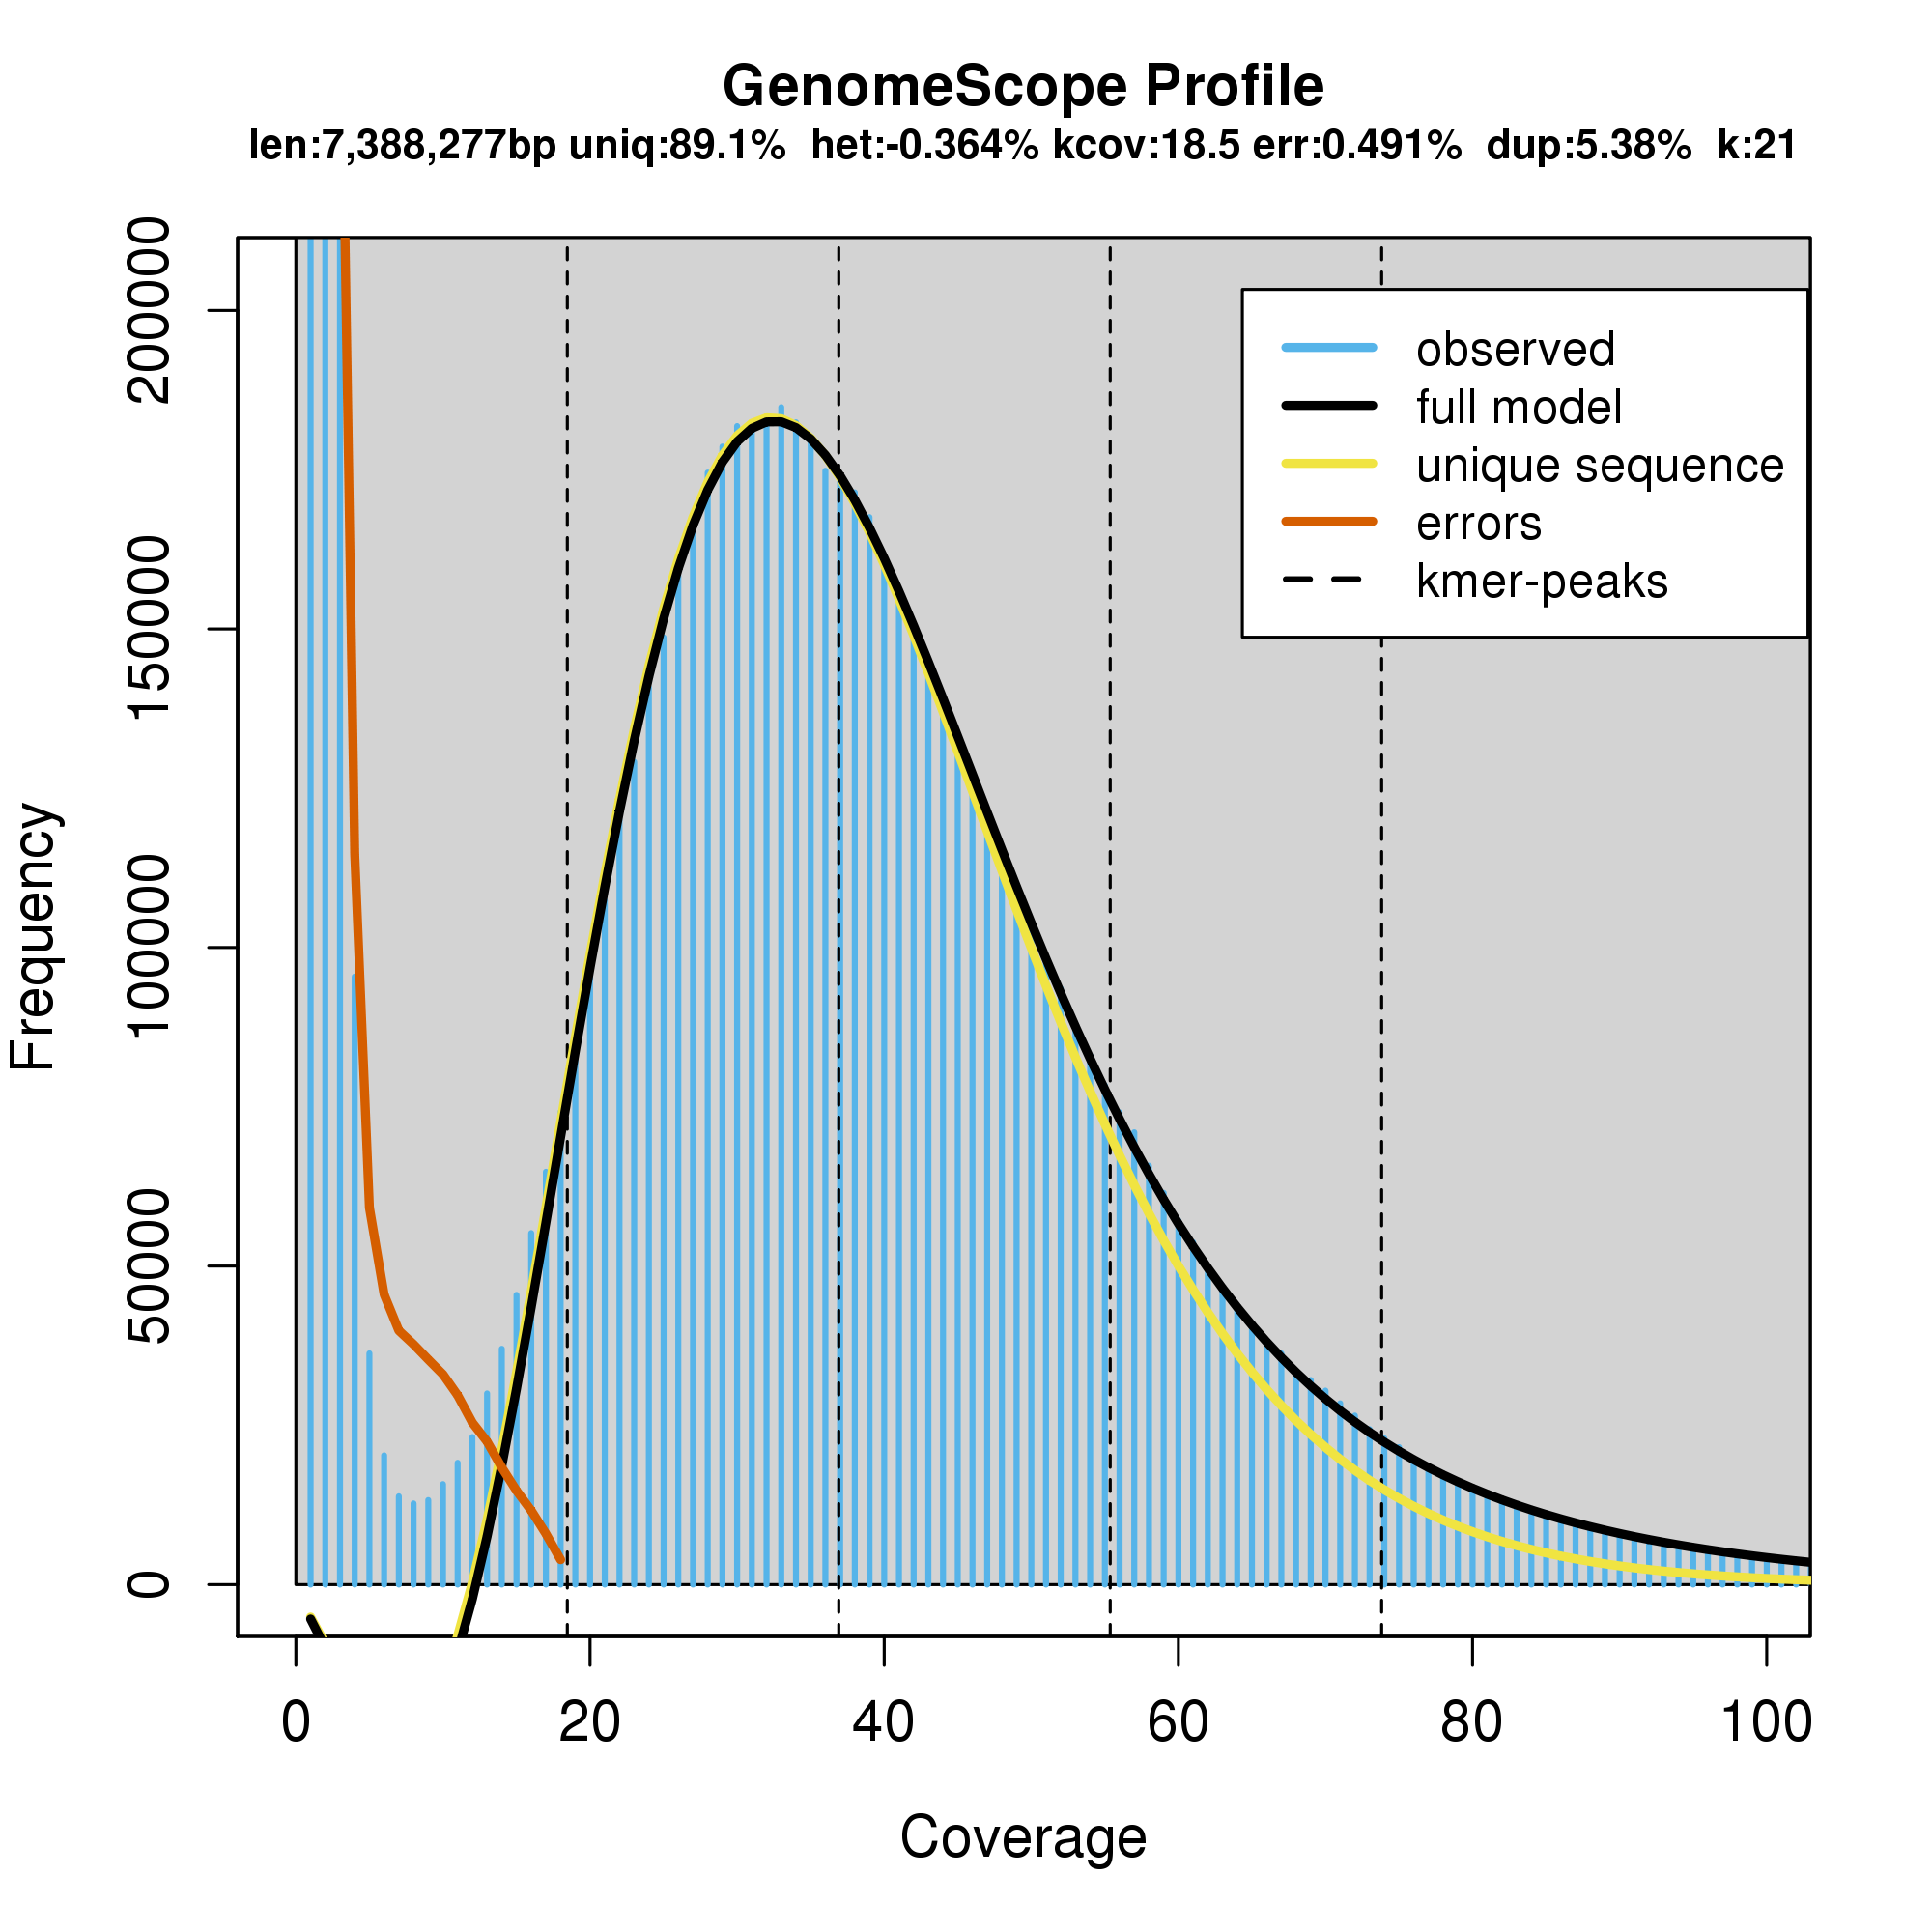 GenomeScope Profile
len:7,388,277bp uniq:89.1% het:-0.364% kcov:18.5 err:0.491% dup:5.38% k:21
observed
full model
unique sequence
errors
kmer-peaks
Frequency
200000
150000
100000
50000
0
0 20 40 60 80 100
Coverage